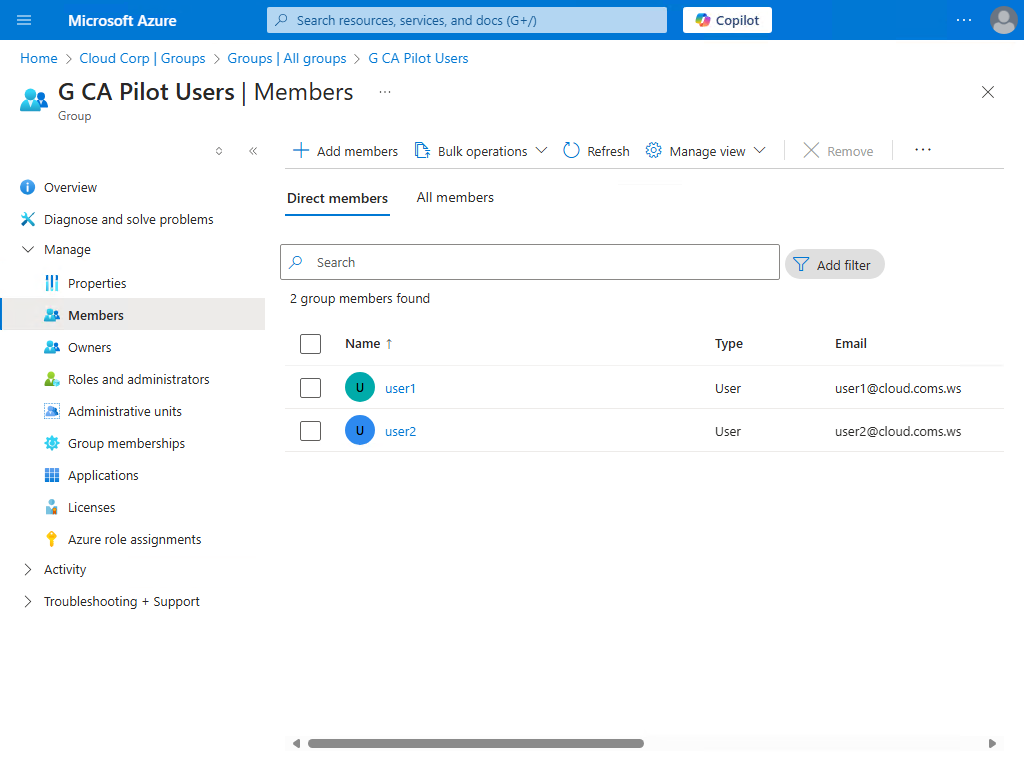 Microsoft Azure
Search resources, services, and docs (G+/)
Copilot
Home > Cloud Corp | Groups > Groups | All groups > G CA Pilot Users
G CA Pilot Users | Members
Group
Add members
Bulk operations
Refresh
Manage view
Remove
Overview
Diagnose and solve problems
Manage
Properties
Members
Owners
Roles and administrators
Administrative units
Group memberships
Applications
Licenses
Azure role assignments
Activity
Troubleshooting + Support
Direct members
All members
Search
Add filter
2 group members found
Name ↑ Type Email
U user1 User user1@cloud.coms.ws
U user2 User user2@cloud.coms.ws